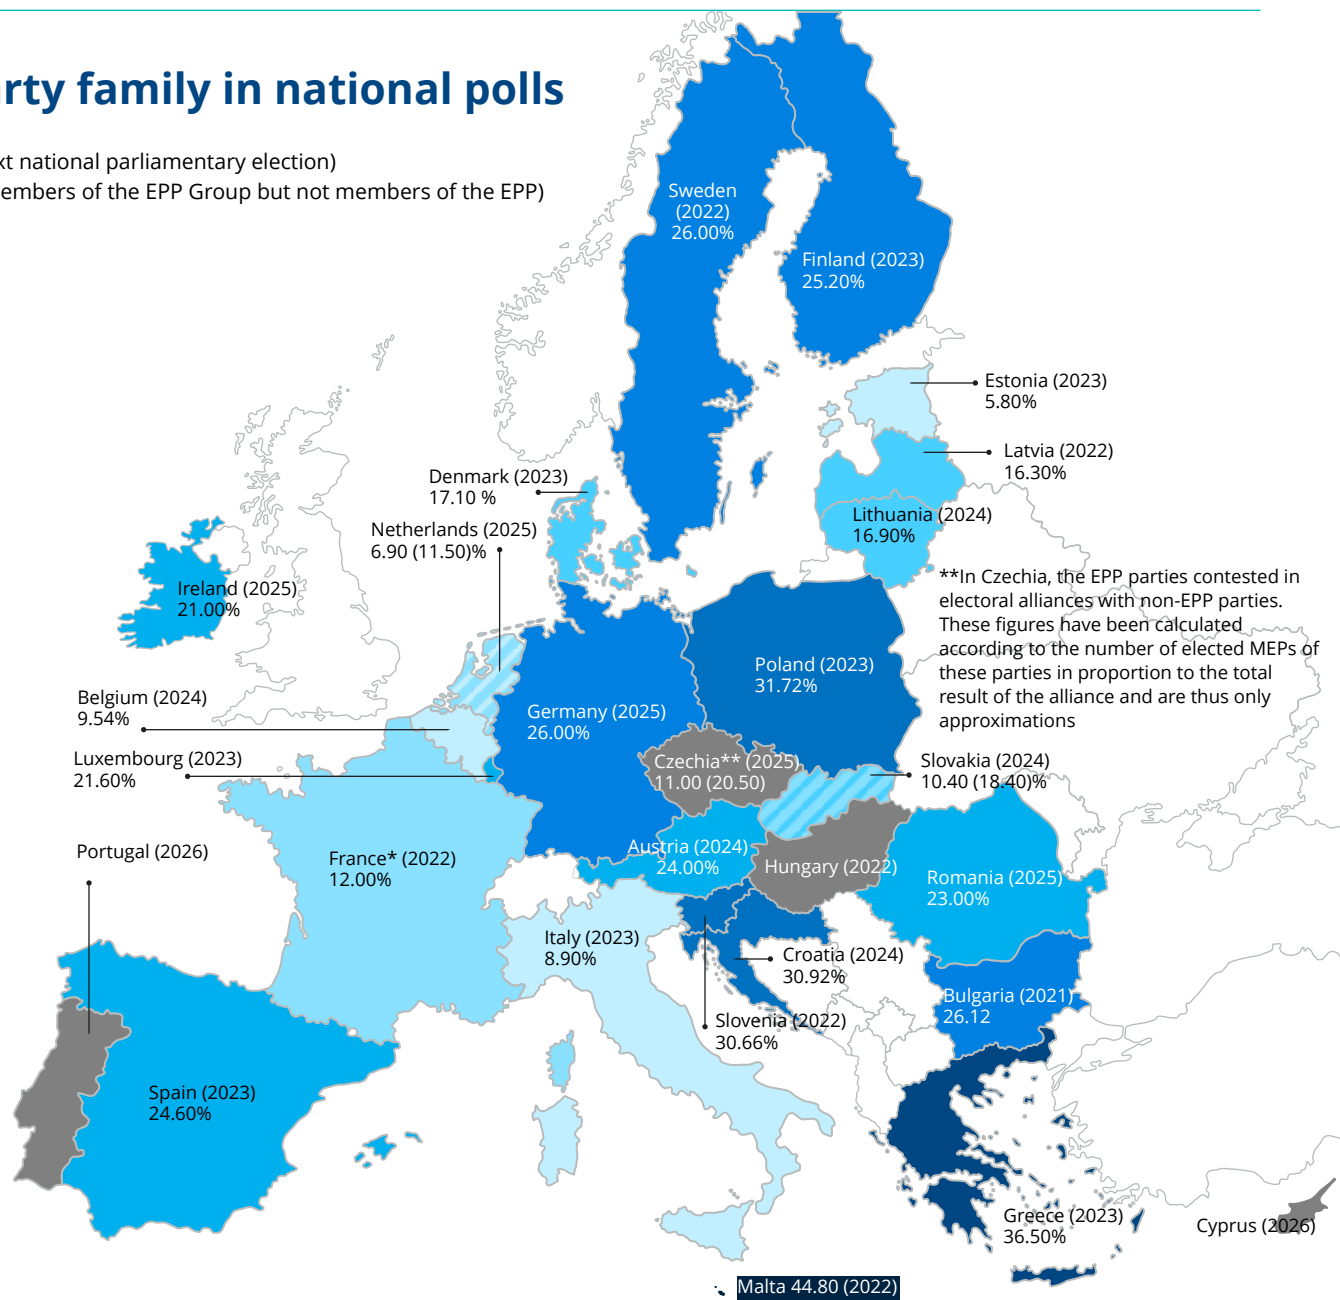 arty family in national polls
xt national parliamentary election)
embers of the EPP Group but not members of the EPP)
Sweden
(2022)
26.00%
Finland (2023)
25.20%
Estonia (2023)
5.80%
Latvia (2022)
16.30%
Denmark (2023)
17.10 %
Lithuania (2024)
16.90%
Netherlands (2025)
6.90 (11.50)%
Ireland (2025)
21.00%
**In Czechia, the EPP parties contested in
electoral alliances with non-EPP parties.
These figures have been calculated
according to the number of elected MEPs of
these parties in proportion to the total
result of the alliance and are thus only
approximations
Poland (2023)
31.72%
Belgium (2024)
9.54%
Germany (2025)
26.00%
Luxembourg (2023)
21.60%
Czechia** (2025)
11.00 (20.50)
Slovakia (2024)
10.40 (18.40)%
Portugal (2026)
France* (2022)
12.00%
Austria (2024)
24.00%
Hungary (2022)
Romania (2025)
23.00%
Italy (2023)
8.90%
Croatia (2024)
30.92%
Bulgaria (2021)
26.12
Slovenia (2022)
30.66%
Spain (2023)
24.60%
Greece (2023)
36.50%
Cyprus (2026)
Malta 44.80 (2022)